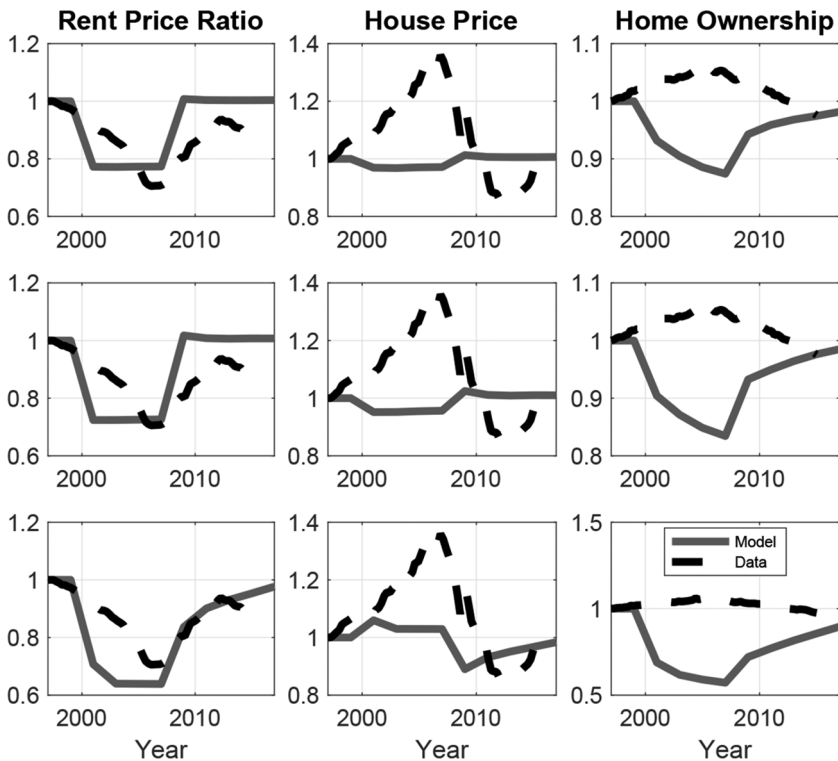 Rent Price Ratio House Price Home Ownership
1.2 1.4 1.1
1 1.2 1
0.8 1 0.9
0.6 0.8 0.8
2000 2010 2000 2010 2000 2010
1.2 1.4 1.1
1 1.2 1
0.8 1 0.9
0.6 0.8 0.8
2000 2010 2000 2010 2000 2010
1.2 1.4 1.5
Model
Data
1 1.2 1
0.8 1
0.6 0.8 0.5
2000 2010 2000 2010 2000 2010
Year Year Year